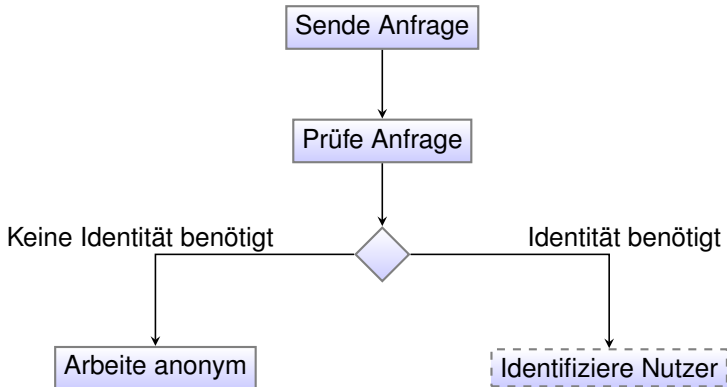 Sende Anfrage
Prüfe Anfrage
Keine Identität benötigt
Identität benötigt
Arbeite anonym
Identifiziere Nutzer